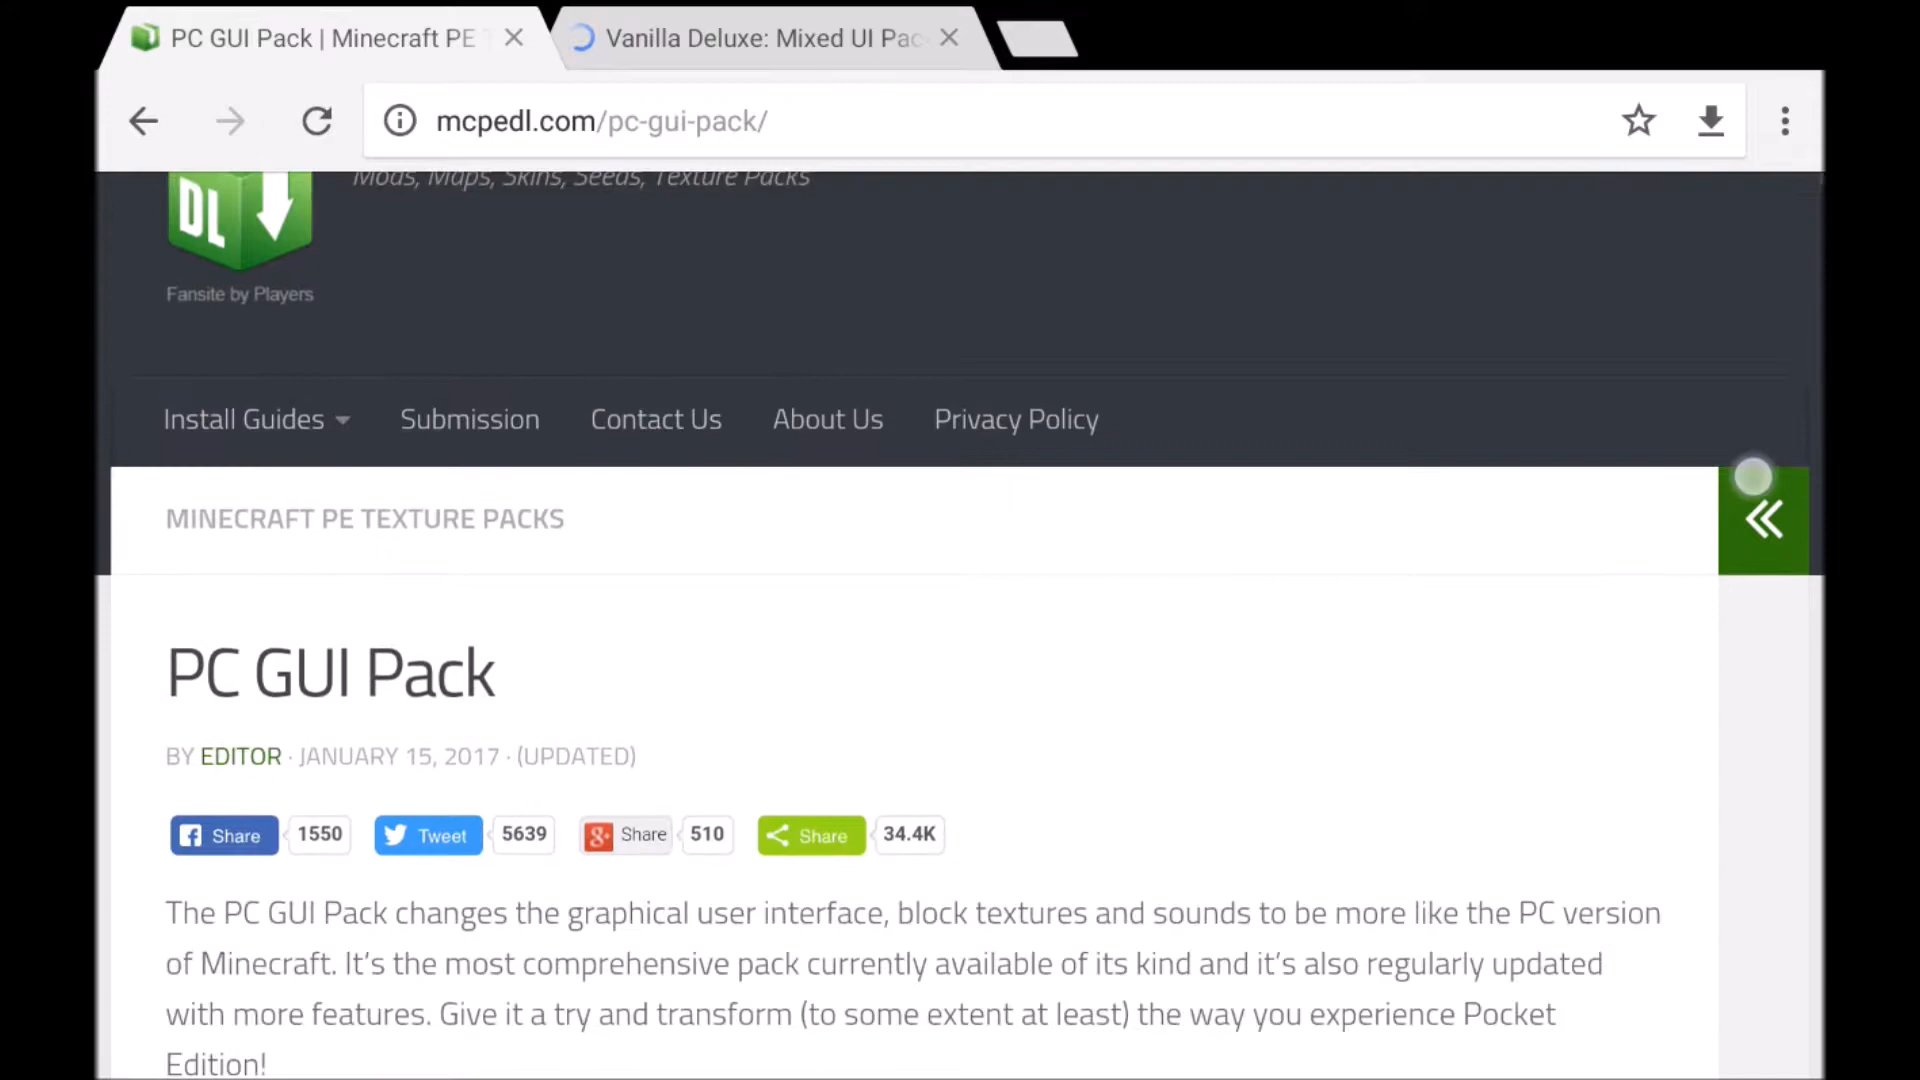 PC GUI Pack | Minecraft PE
Vanilla Deluxe: Mixed UI Pac
mcpedl.com/pc-gui-pack/
DL
Mods, Maps, Skins, Seeds, Texture Packs
Fansite by Players
Install Guides
Submission
Contact Us
About Us
Privacy Policy
MINECRAFT PE TEXTURE PACKS
PC GUI Pack
BY EDITOR · JANUARY 15, 2017 · (UPDATED)
Share 1550
Tweet 5639
Share 510
Share 34.4K
The PC GUI Pack changes the graphical user interface, block textures and sounds to be more like the PC version
of Minecraft. It’s the most comprehensive pack currently available of its kind and it’s also regularly updated
with more features. Give it a try and transform (to some extent at least) the way you experience Pocket
Edition!